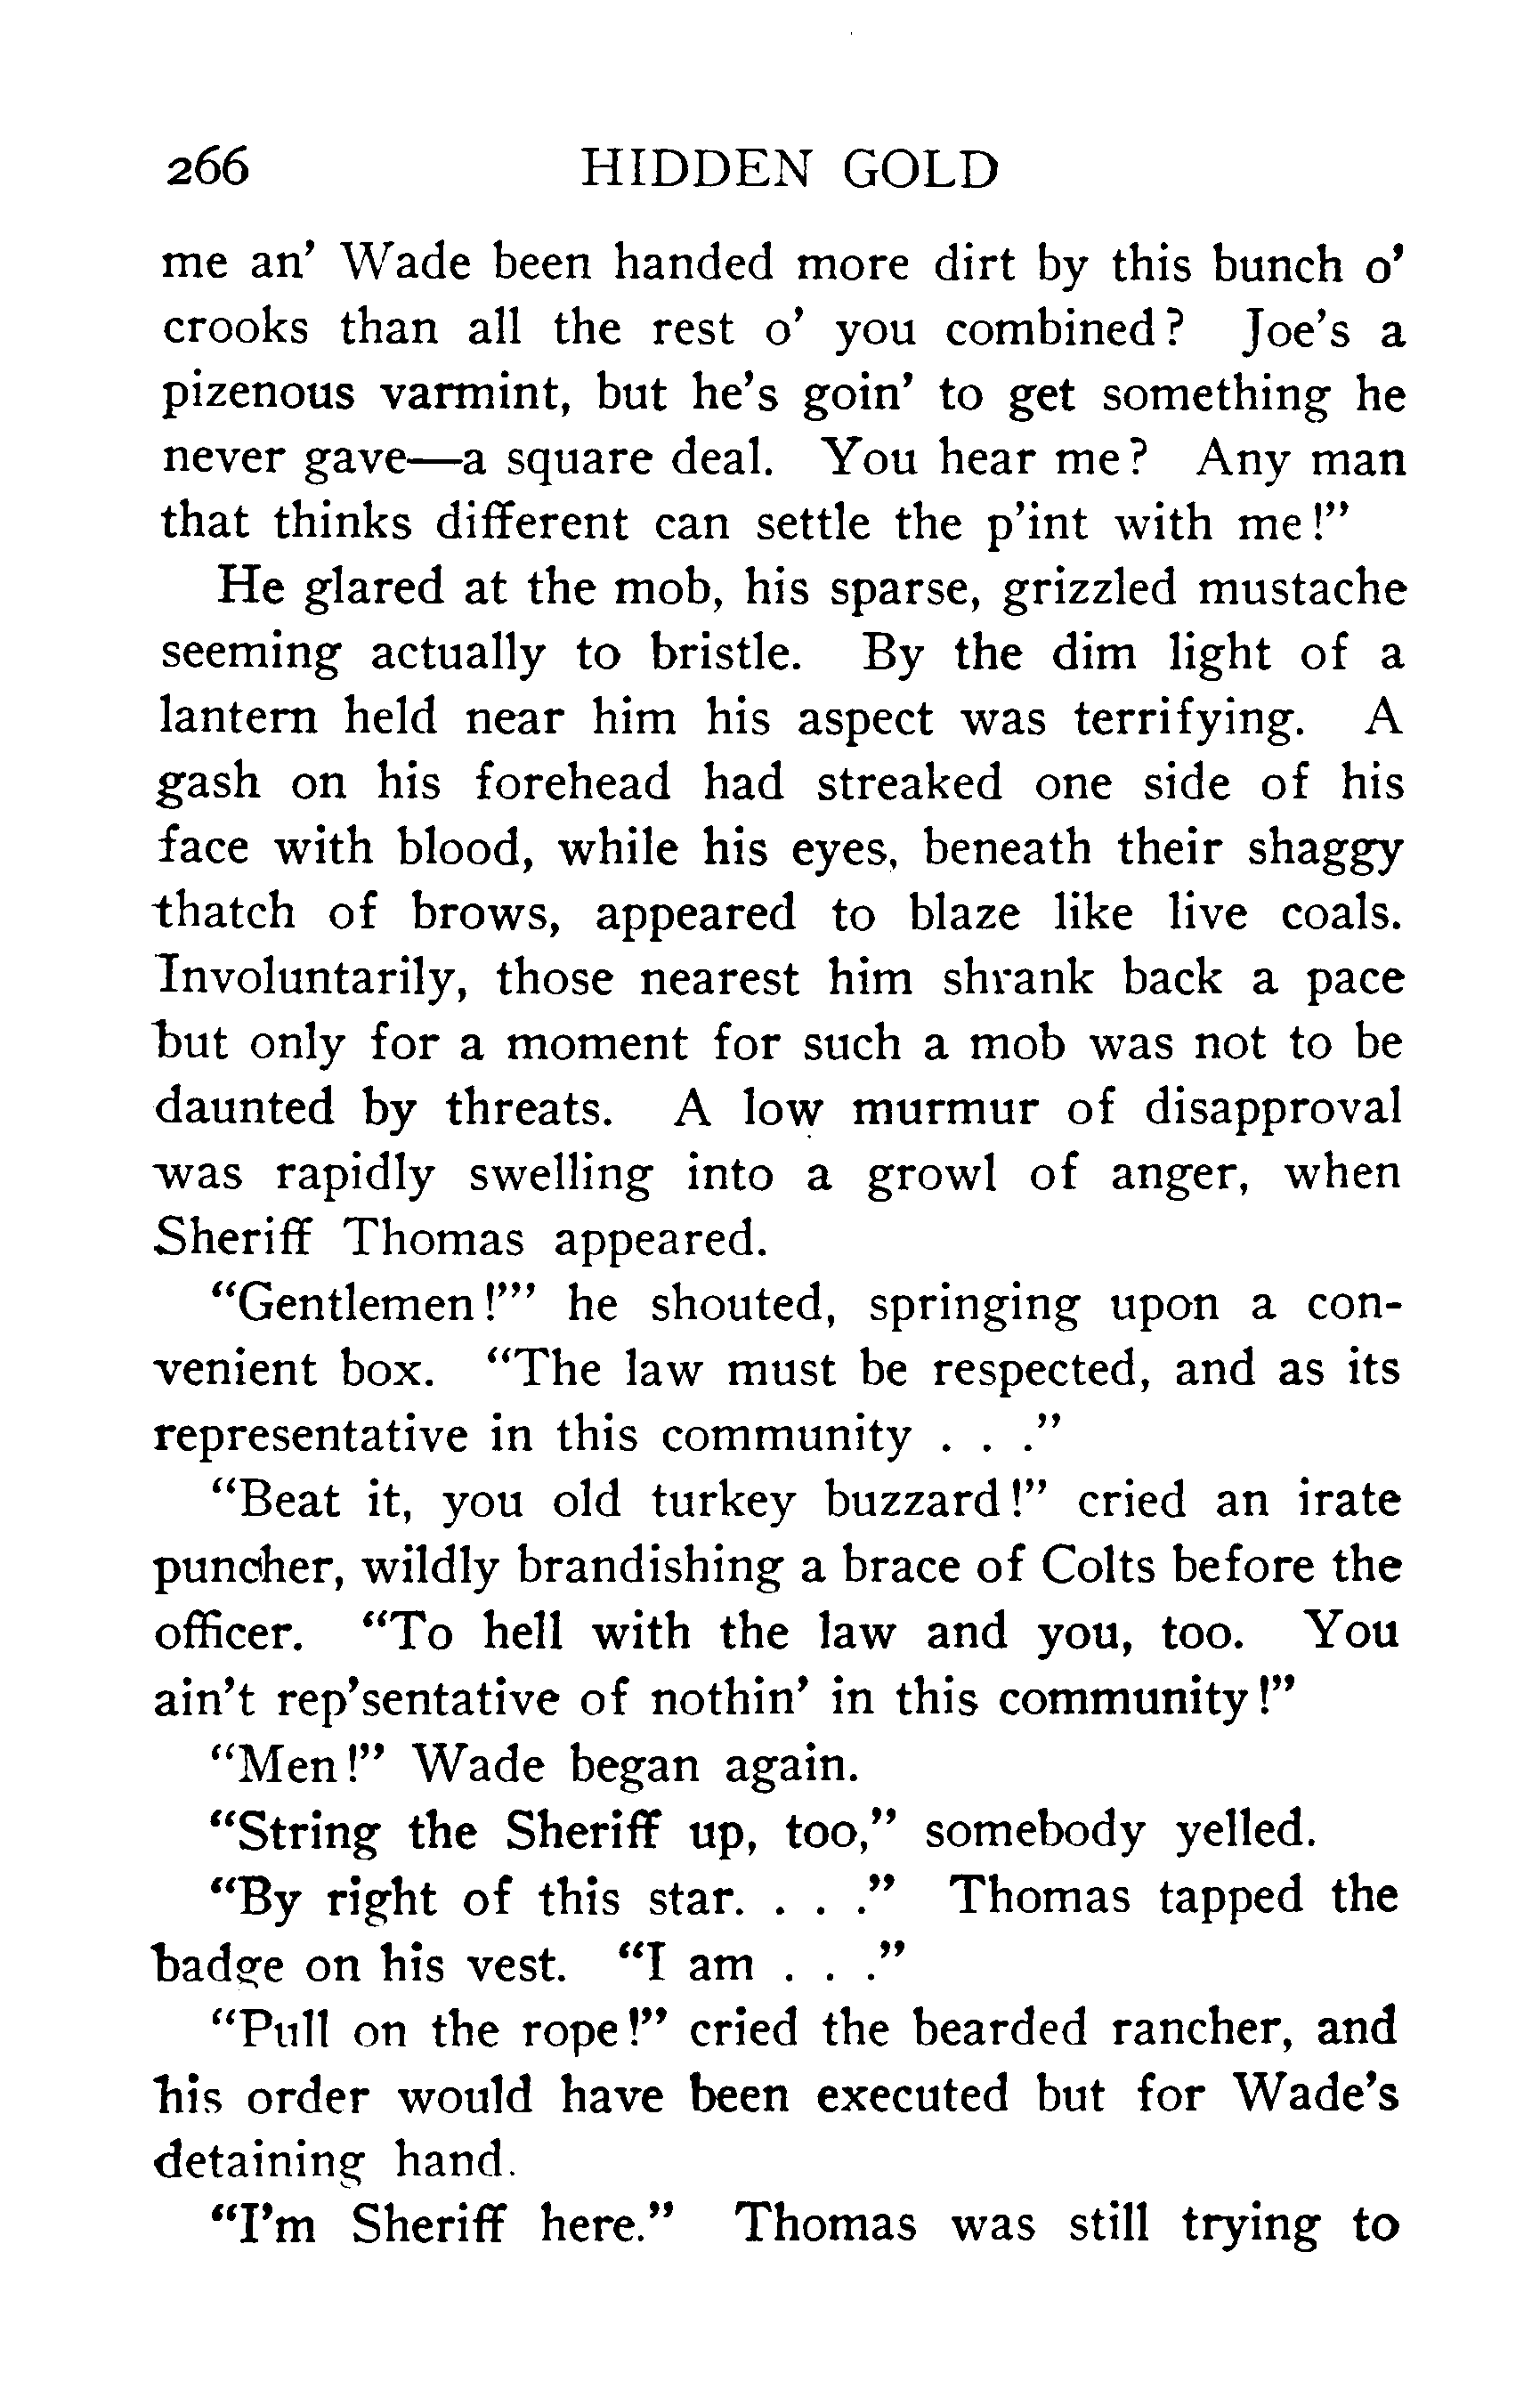 266 HIDDEN GOLD
me an' Wade been handed more dirt by this bunch o'
crooks than all the rest o' you combined? Joe's a
pizenous varmint, but he's goin' to get something he
never gave—a square deal. You hear me? Any man
that thinks different can settle the p'int with me!"
He glared at the mob, his sparse, grizzled mustache
seeming actually to bristle. By the dim light of a
lantern held near him his aspect was terrifying. A
gash on his forehead had streaked one side of his
face with blood, while his eyes, beneath their shaggy
thatch of brows, appeared to blaze like live coals.
Involuntarily, those nearest him shrank back a pace
but only for a moment for such a mob was not to be
daunted by threats. A low murmur of disapproval
was rapidly swelling into a growl of anger, when
Sheriff Thomas appeared.
"Gentlemen!"' he shouted, springing upon a con-
venient box. "The law must be respected, and as its
representative in this community . . ."
"Beat it, you old turkey buzzard!" cried an irate
puncher, wildly brandishing a brace of Colts before the
officer. "To hell with the law and you, too. You
ain't rep'sentative of nothin' in this community!"
"Men!" Wade began again.
"String the Sheriff up, too," somebody yelled.
"By right of this star. . . ." Thomas tapped the
badge on his vest. "I am . . ."
"Pull on the rope!" cried the bearded rancher, and
his order would have been executed but for Wade's
detaining hand.
"I'm Sheriff here." Thomas was still trying to